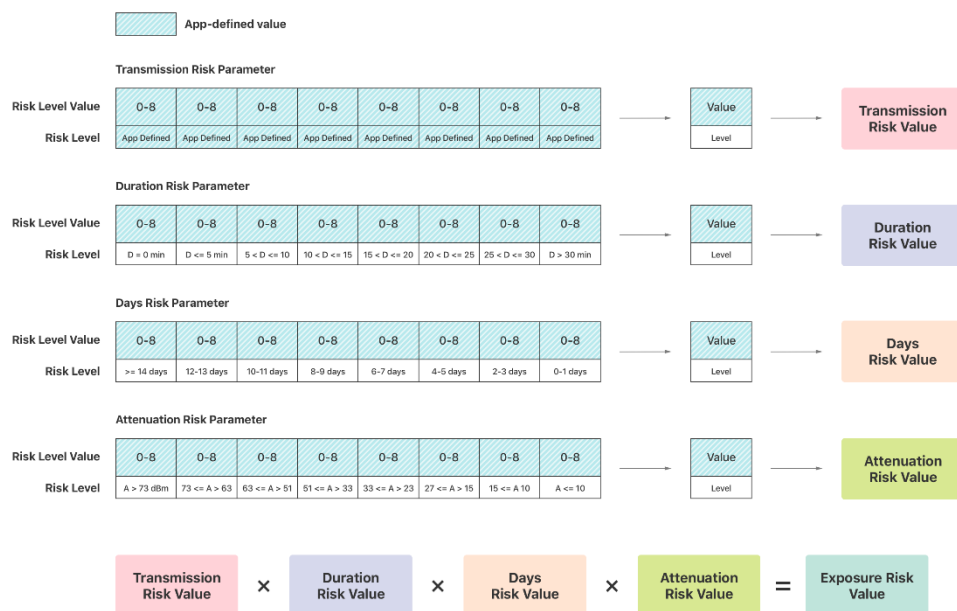 App-defined value
Transmission Risk Parameter
Risk Level Value 0-8 0-8 0-8 0-8 0-8 0-8 0-8 0-8 Value
Risk Level App Defined App Defined App Defined App Defined App Defined App Defined App Defined App Defined Level
Transmission
Risk Value
Duration Risk Parameter
Risk Level Value 0-8 0-8 0-8 0-8 0-8 0-8 0-8 0-8 Value
Risk Level D = 0 min D <= 5 min 5 < D <= 10 10 < D <= 15 15 < D <= 20 20 < D <= 25 25 < D <= 30 D > 30 min Level
Duration
Risk Value
Days Risk Parameter
Risk Level Value 0-8 0-8 0-8 0-8 0-8 0-8 0-8 0-8 Value
Risk Level >= 14 days 12-13 days 10-11 days 8-9 days 6-7 days 4-5 days 2-3 days 0-1 days Level
Days
Risk Value
Attenuation Risk Parameter
Risk Level Value 0-8 0-8 0-8 0-8 0-8 0-8 0-8 0-8 Value
Risk Level A > 73 dBm 73 <= A > 63 63 <= A > 51 51 <= A > 33 33 <= A > 23 27 <= A > 15 15 <= A 10 A <= 10 Level
Attenuation
Risk Value
Transmission × Duration × Days × Attenuation = Exposure Risk
Risk Value Risk Value Risk Value Risk Value Value